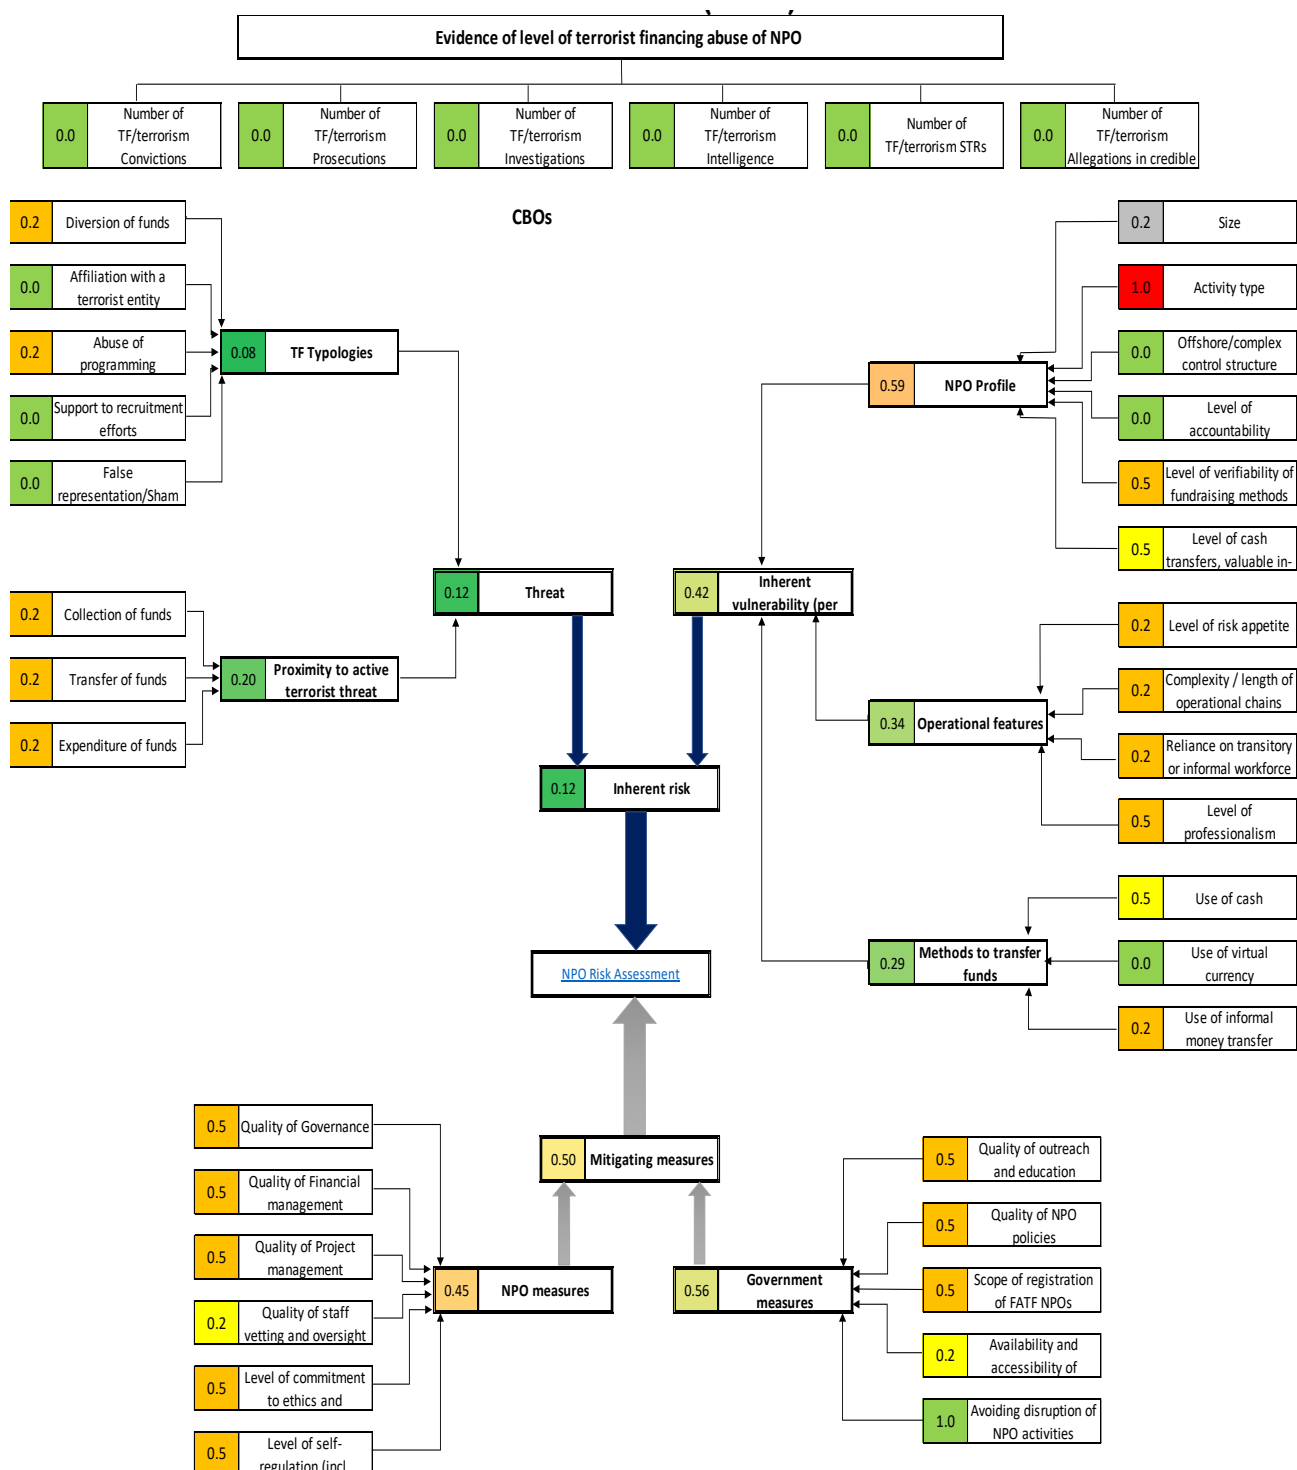 Evidence of level of terrorist financing abuse of NPO
0.0
Number of
TF/terrorism
Convictions
0.0
Number of
TF/terrorism
Prosecutions
0.0
Number of
TF/terrorism
Investigations
0.0
Number of
TF/terrorism
Intelligence
0.0
Number of
TF/terrorism STRs
0.0
Number of
TF/terrorism
Allegations in credible
CBOs
0.2
Diversion of funds
0.0
Affiliation with a
terrorist entity
0.2
Abuse of
programming
0.0
Support to recruitment
efforts
0.0
False
representation/Sham
0.08
TF Typologies
0.2
Collection of funds
0.2
Transfer of funds
0.2
Expenditure of funds
0.20
Proximity to active
terrorist threat
0.12
Threat
0.42
Inherent
vulnerability (per
0.12
Inherent risk
NPO Risk Assessment
0.59
NPO Profile
0.2
Size
1.0
Activity type
0.0
Offshore/complex
control structure
0.0
Level of
accountability
0.5
Level of verifiability of
fundraising methods
0.5
Level of cash
transfers, valuable in-
0.34
Operational features
0.2
Level of risk appetite
0.2
Complexity / length of
operational chains
0.2
Reliance on transitory
or informal workforce
0.5
Level of
professionalism
0.29
Methods to transfer
funds
0.5
Use of cash
0.0
Use of virtual
currency
0.2
Use of informal
money transfer
0.50
Mitigating measures
0.5
Quality of Governance
0.5
Quality of Financial
management
0.5
Quality of Project
management
0.2
Quality of staff
vetting and oversight
0.5
Level of commitment
to ethics and
0.5
Level of self-
regulation (incl
0.45
NPO measures
0.56
Government
measures
0.5
Quality of outreach
and education
0.5
Quality of NPO
policies
0.5
Scope of registration
of FATF NPOs
0.2
Availability and
accessibility of
1.0
Avoiding disruption of
NPO activities